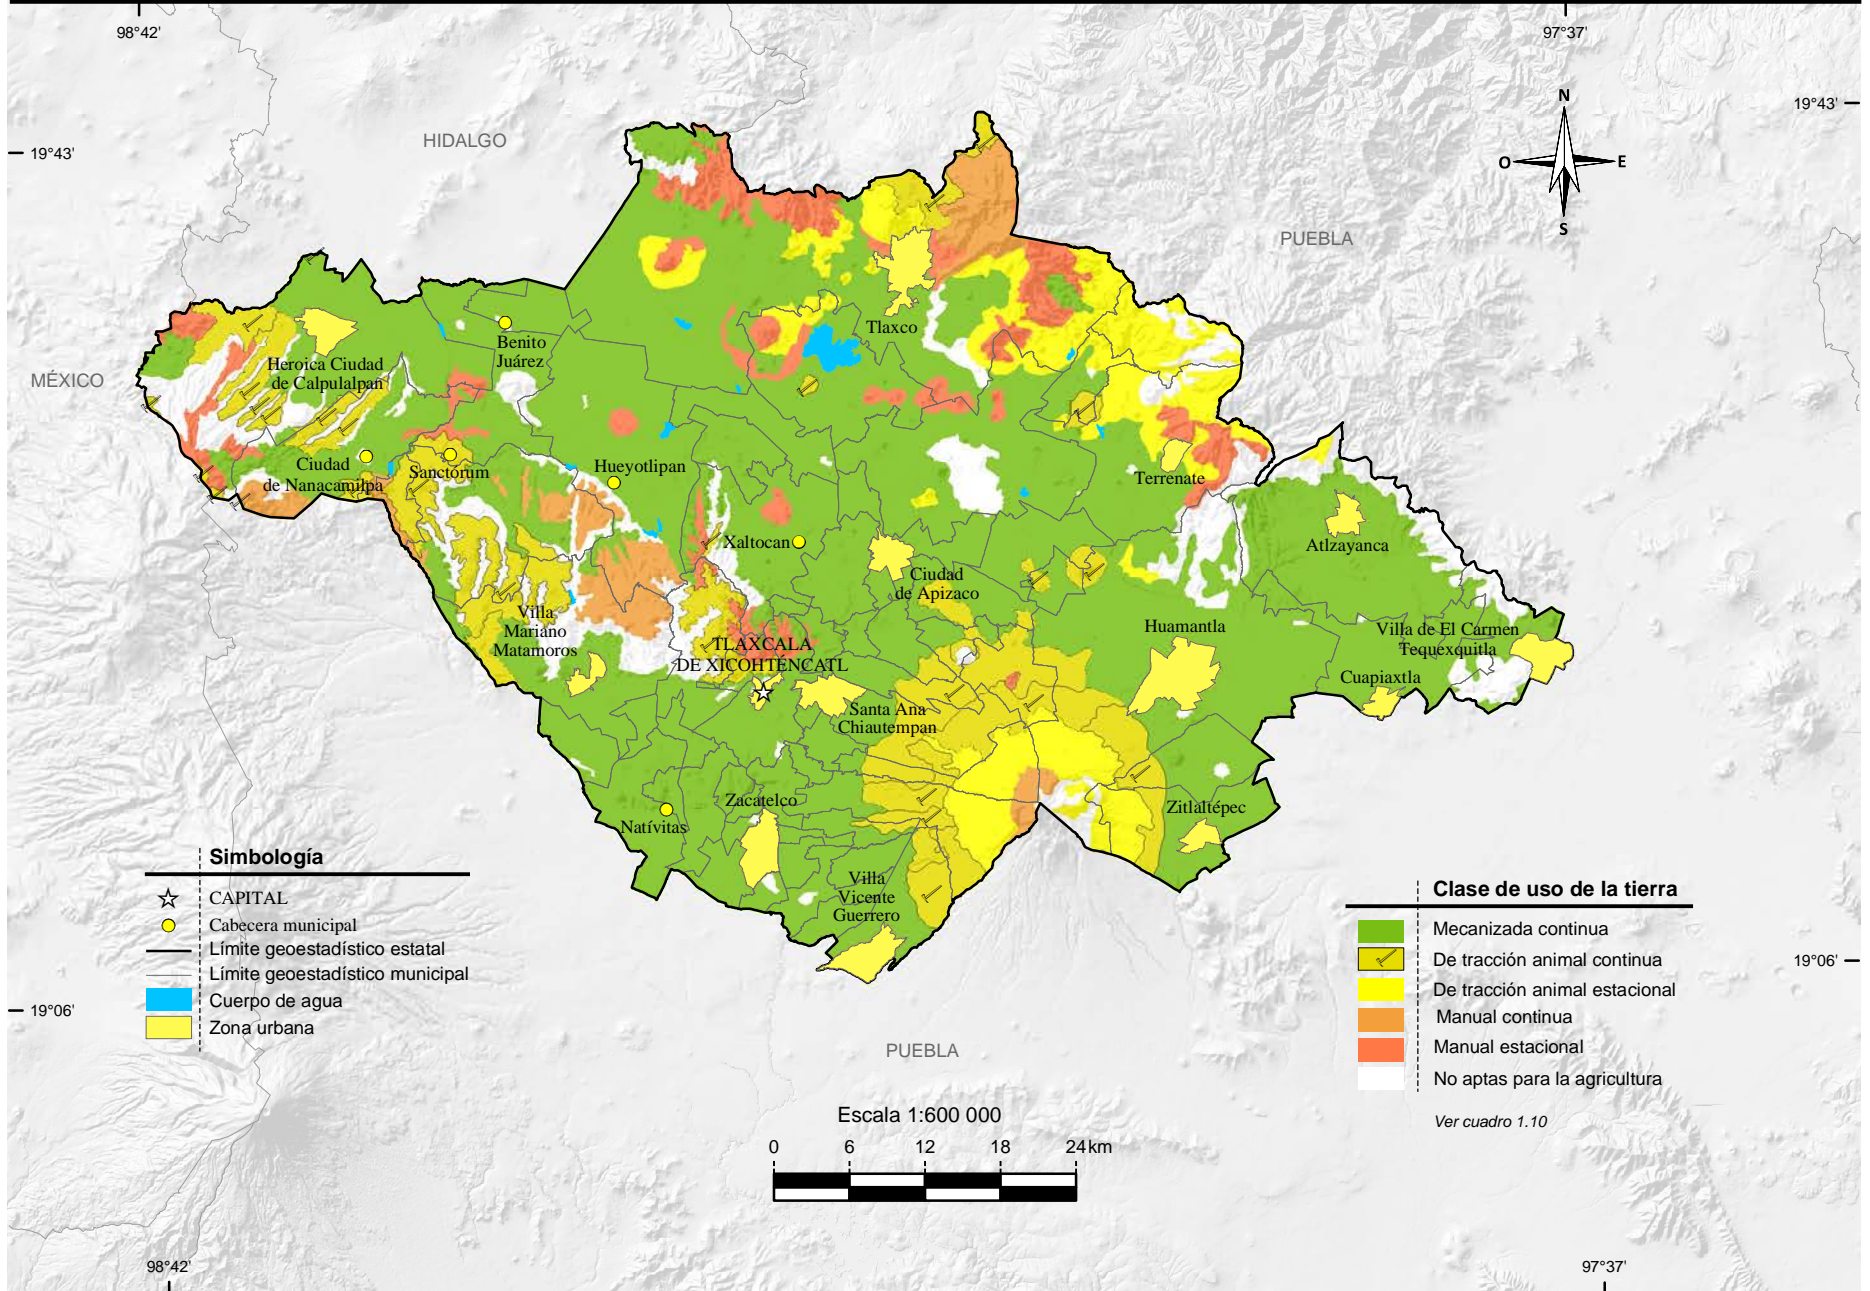 98°42'
97°37'
19°43'
19°43'
N
O
E
S
HIDALGO
PUEBLA
MÉXICO
Tlaxco
Benito
Juárez
Heroica Ciudad
de Calpulalpan
Ciudad
de Nanacamilpa
Sanctórum
Hueyotlipan
Terrenate
Atlzayanca
Xaltocan
Ciudad
de Apizaco
Villa
Mariano
Matamoros
TLAXCALA
DE XICOHTÉNCATL
Huamantla
Villa de El Carmen
Tequexquitla
Cuapiaxtla
Santa Ana
Chiautempan
Zacatelco
Natívitas
Zitlaltépec
Villa
Vicente
Guerrero
Simbología
CAPITAL
Cabecera municipal
Límite geoestadístico estatal
Límite geoestadístico municipal
Cuerpo de agua
Zona urbana
Clase de uso de la tierra
Mecanizada continua
De tracción animal continua
De tracción animal estacional
Manual continua
Manual estacional
No aptas para la agricultura
Ver cuadro 1.10
19°06'
19°06'
PUEBLA
Escala 1:600 000
0 6 12 18 24 km
98°42'
97°37'